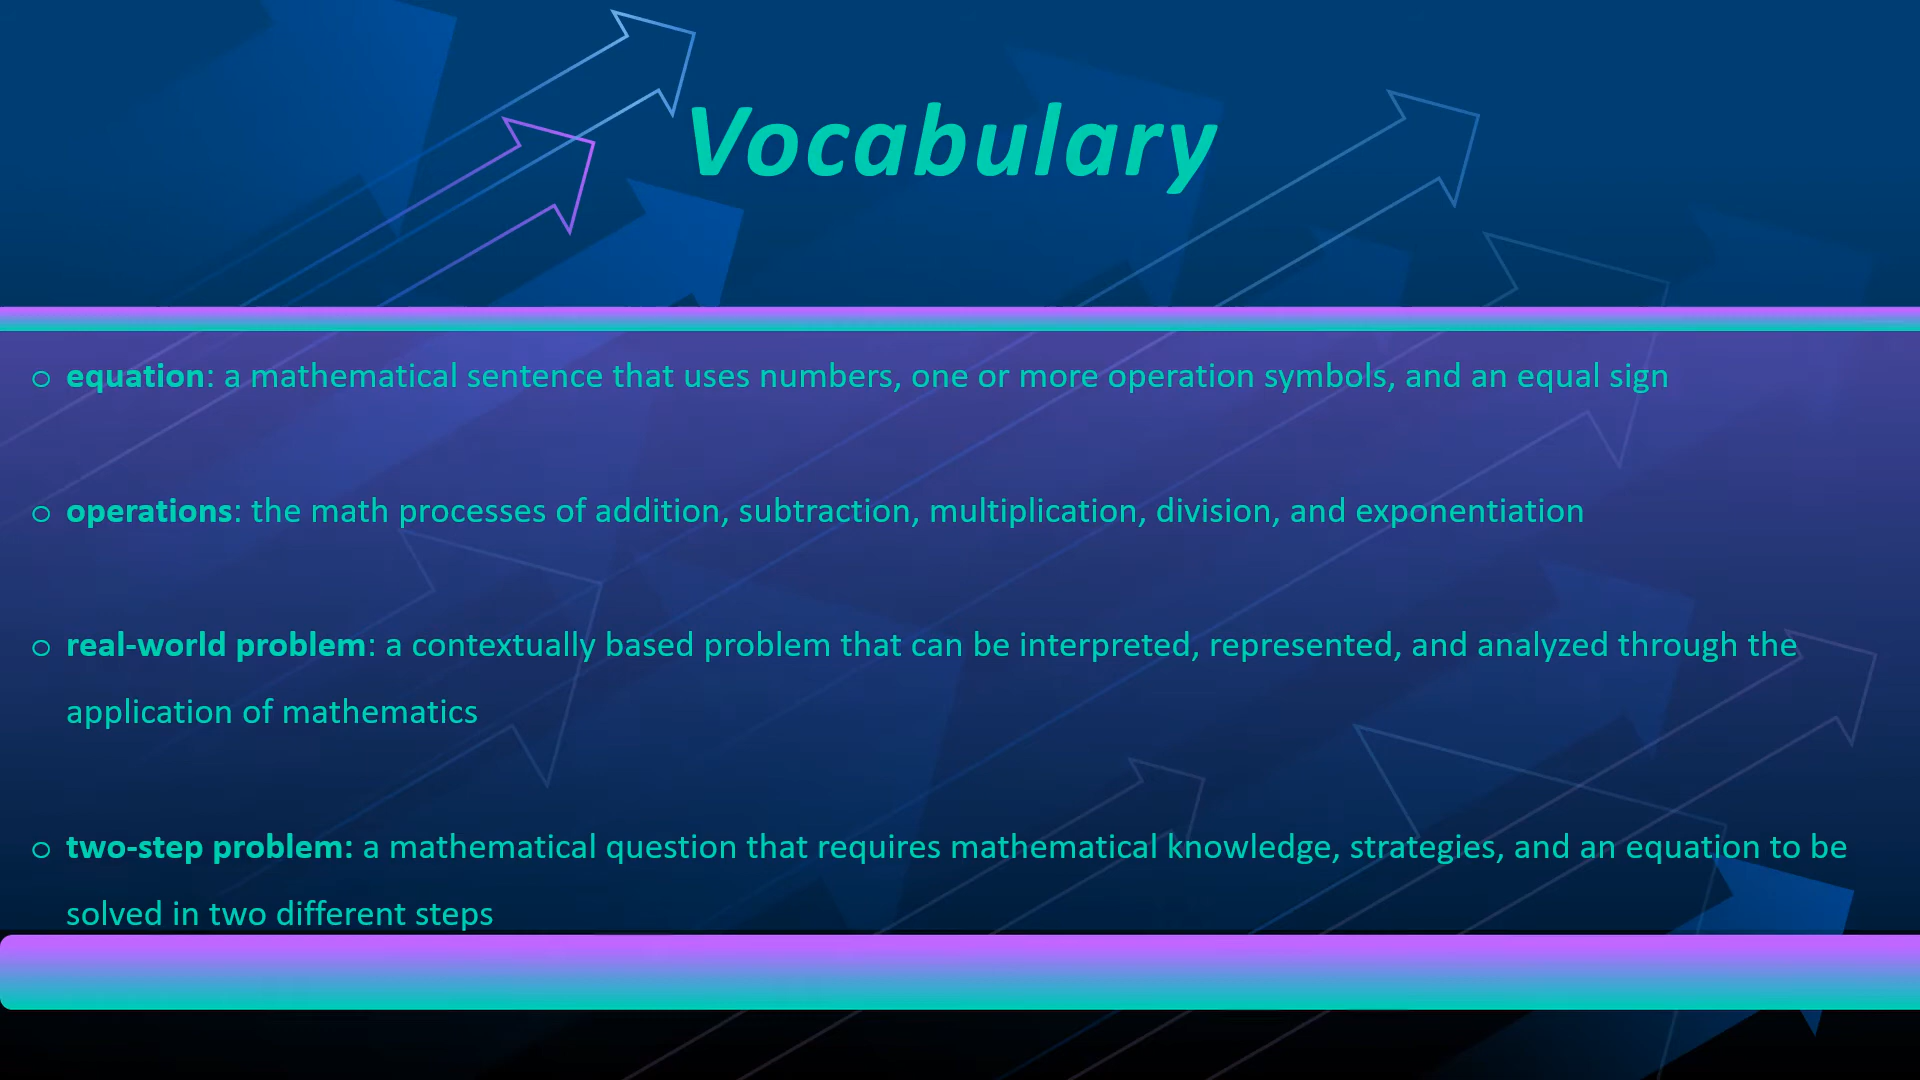 Vocabulary
o equation: a mathematical sentence that uses numbers, one or more operation symbols, and an equal sign
o operations: the math processes of addition, subtraction, multiplication, division, and exponentiation
o real-world problem: a contextually based problem that can be interpreted, represented, and analyzed through the
application of mathematics
o two-step problem: a mathematical question that requires mathematical knowledge, strategies, and an equation to be
solved in two different steps